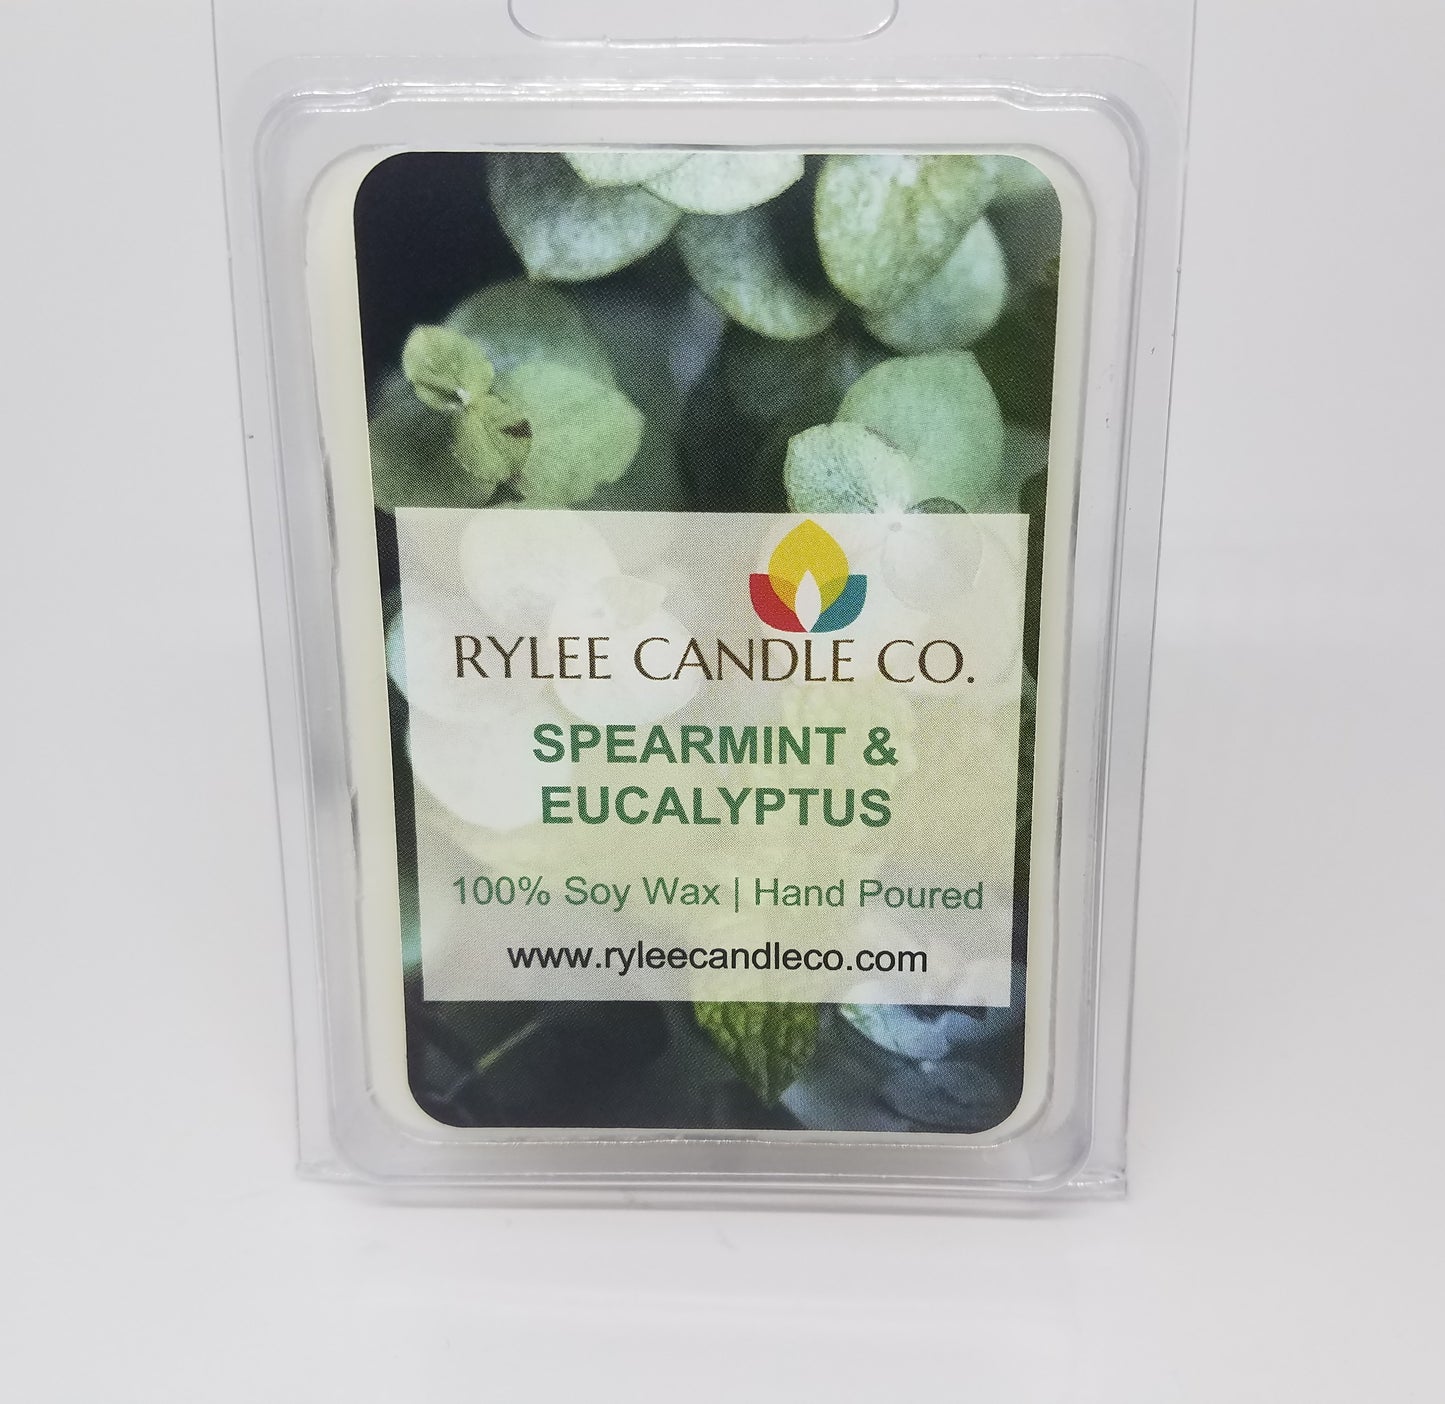 RYLEE CANDLE CO.
SPEARMINT &
EUCALYPTUS
100% Soy Wax | Hand Poured
www.ryleecandleco.com